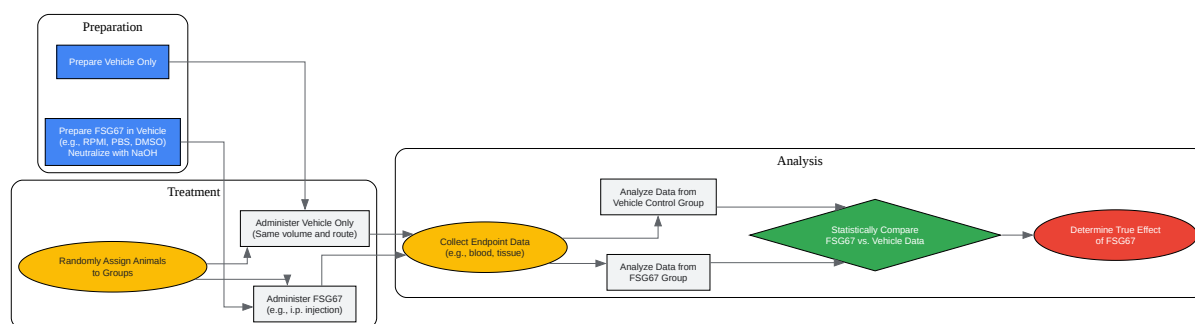 Preparation
Prepare Vehicle Only
Prepare FSG67 in Vehicle
(e.g., RPMI, PBS, DMSO)
Neutralize with NaOH
Treatment
Administer Vehicle Only
(Same volume and route)
Randomly Assign Animals
to Groups
Administer FSG67
(e.g., i.p. injection)
Analysis
Collect Endpoint Data
(e.g., blood, tissue)
Analyze Data from
Vehicle Control Group
Analyze Data from
FSG67 Group
Statistically Compare
FSG67 vs. Vehicle Data
Determine True Effect
of FSG67